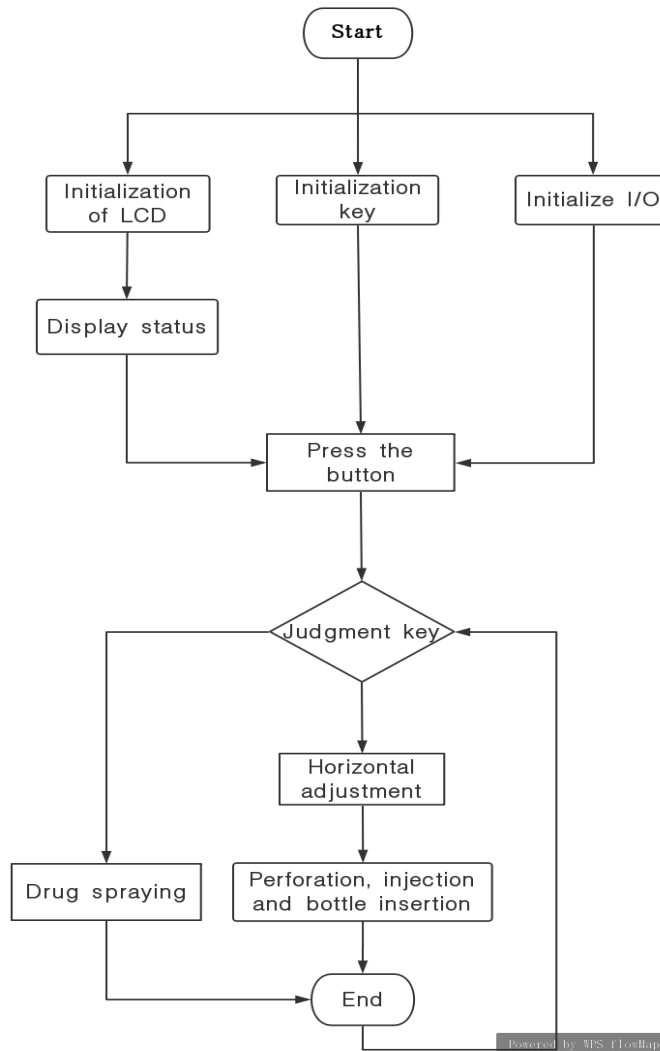 Start
Initialization
of LCD
Initialization
key
Initialize I/O
Display status
Press the
button
Judgment key
Horizontal
adjustment
Drug spraying
Perforation, injection
and bottle insertion
End
Powered by WPS flowMap